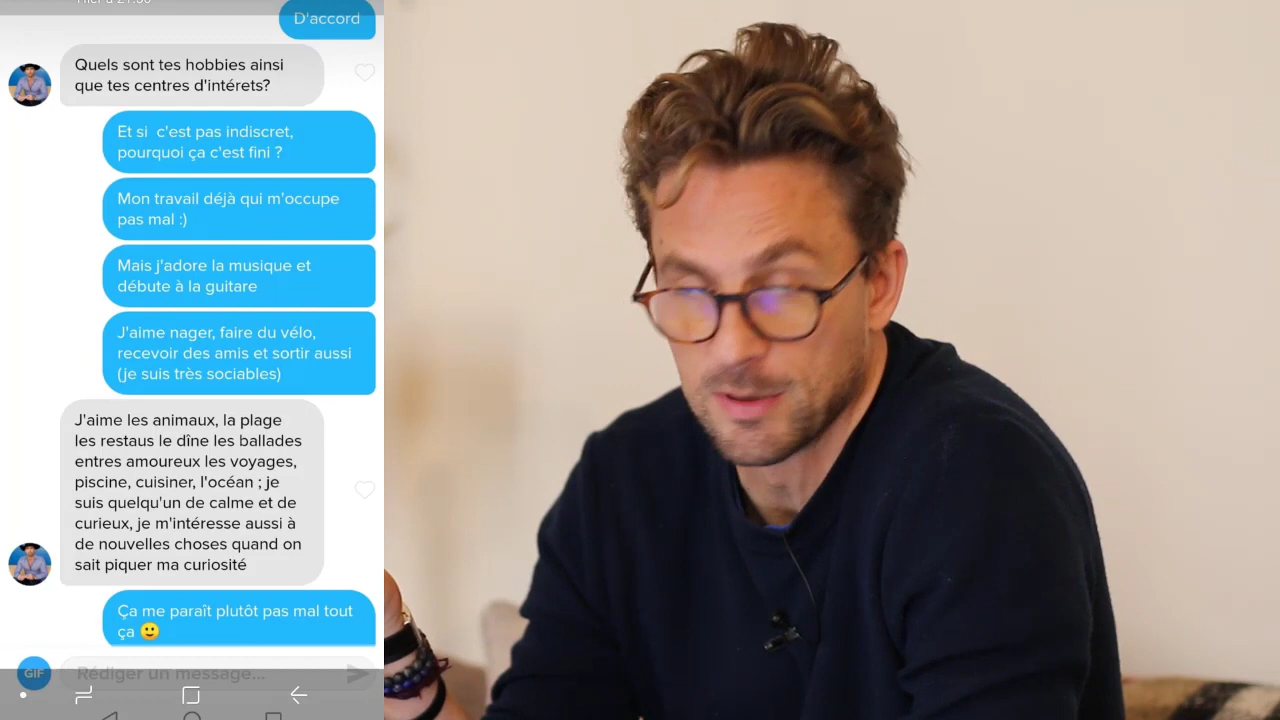 D'accord
Quels sont tes hobbies ainsi
que tes centres d'intérets?
Et si c'est pas indiscret,
pourquoi ça c'est fini ?
Mon travail déjà qui m'occupe
pas mal :)
Mais j'adore la musique et
débute à la guitare
J'aime nager, faire du vélo,
recevoir des amis et sortir aussi
(je suis très sociables)
J'aime les animaux, la plage
les restaus le dîne les ballades
entres amoureux les voyages,
piscine, cuisiner, l'océan ; je
suis quelqu'un de calme et de
curieux, je m'intéresse aussi à
de nouvelles choses quand on
sait piquer ma curiosité
Ça me paraît plutôt pas mal tout
ça 🙂
GIF
Rédiger un message...